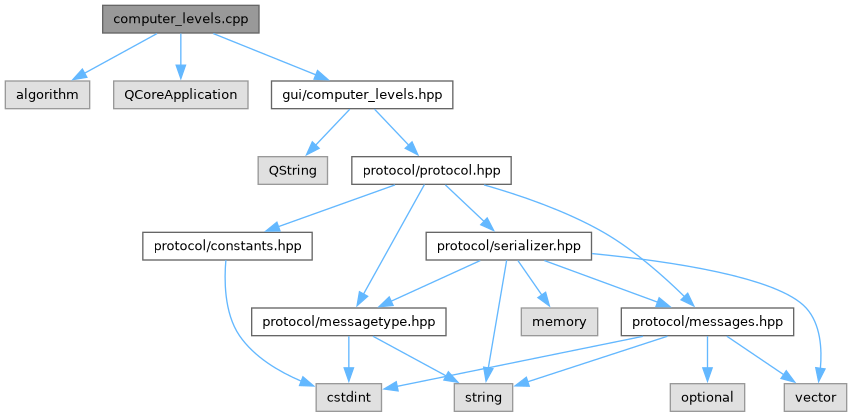 computer_levels.cpp
algorithm
QCoreApplication
gui/computer_levels.hpp
QString
protocol/protocol.hpp
protocol/constants.hpp
protocol/serializer.hpp
protocol/messagetype.hpp
memory
protocol/messages.hpp
cstdint
string
optional
vector